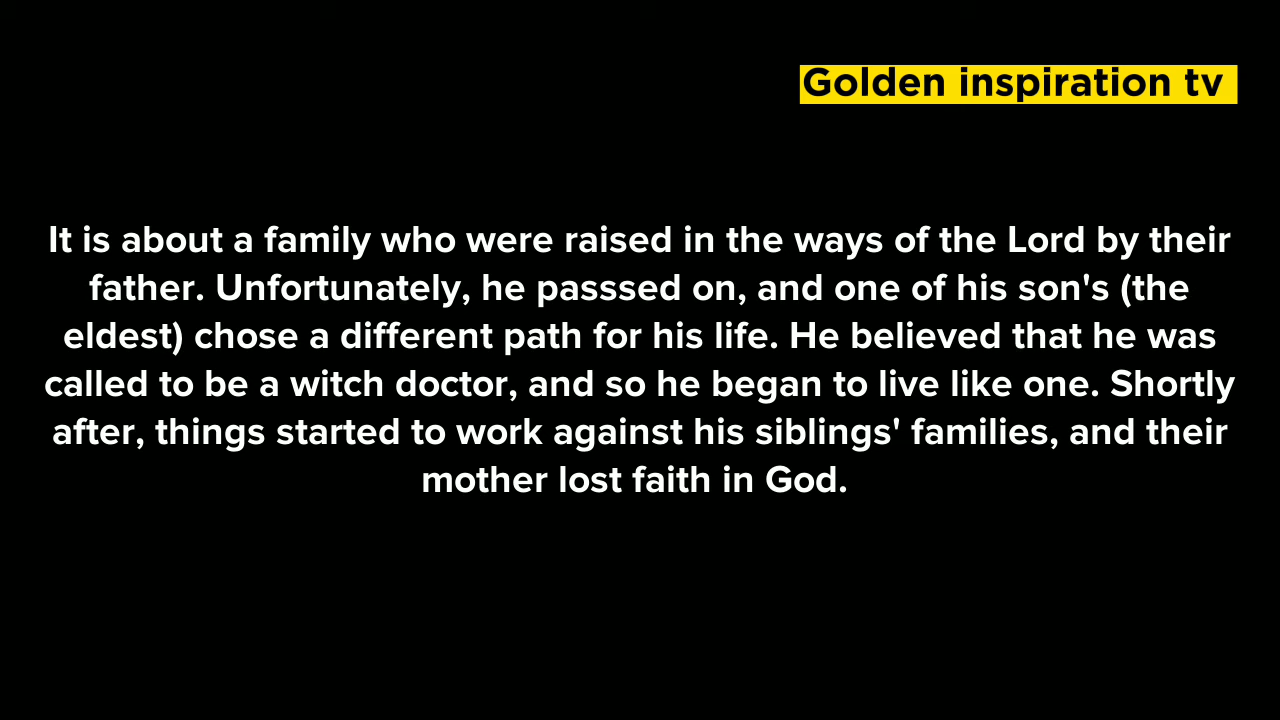 Golden inspiration tv
It is about a family who were raised in the ways of the Lord by their
father. Unfortunately, he passsed on, and one of his son's (the
eldest) chose a different path for his life. He believed that he was
called to be a witch doctor, and so he began to live like one. Shortly
after, things started to work against his siblings' families, and their
mother lost faith in God.